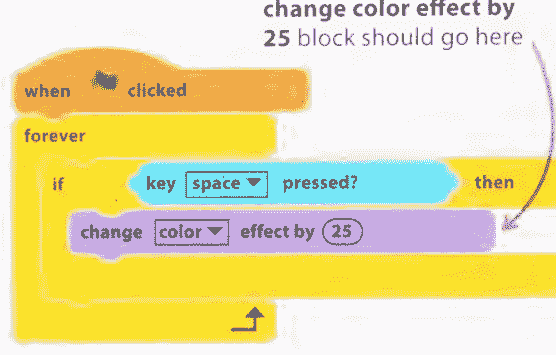 change color effect by
25 block should go here
when clicked
forever
if key space pressed? then
change color effect by 25